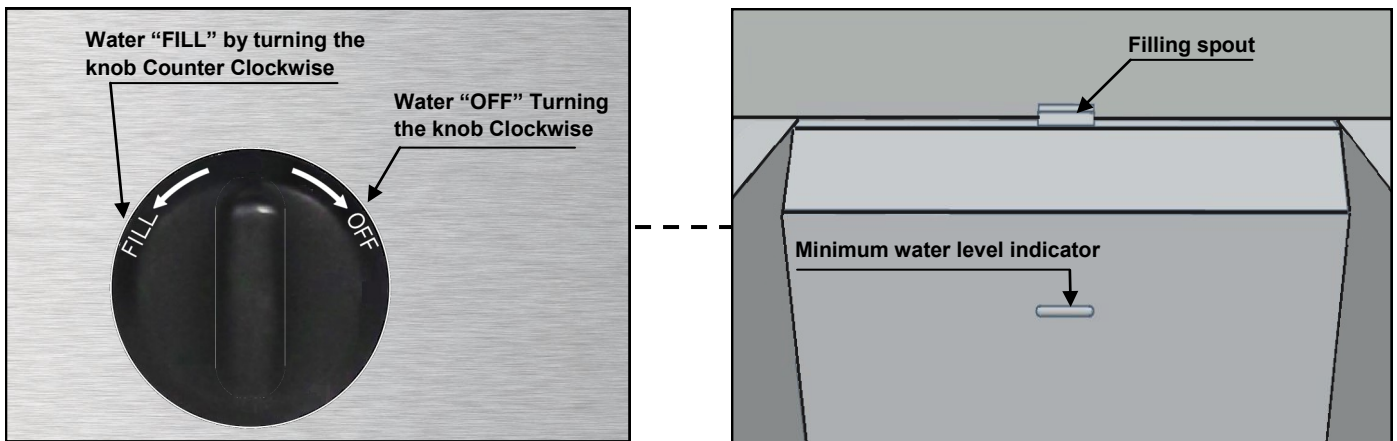 Water “FILL” by turning the
knob Counter Clockwise
Water “OFF” Turning
the knob Clockwise
FILL
OFF
Filling spout
Minimum water level indicator